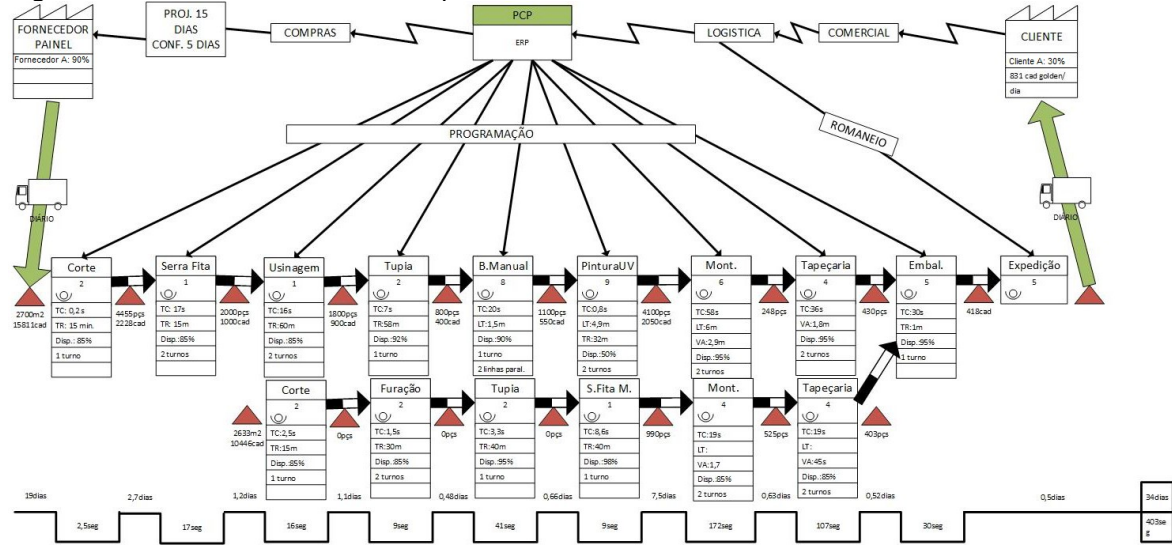 FORNECEDOR
PAINEL
Fornecedor A: 90%
PROJ. 15
DIAS
CONF. 5 DIAS
COMPRAS
PCP
ERP
LOGISTICA
COMERCIAL
CLIENTE
Cliente A: 30%
831 cad golden/
dia
PROGRAMAÇÃO
ROMANEIO
DIÁRIO
DIÁRIO
2700m2
15811cad
Corte
2
TC: 0,2s
TR: 15 min.
Disp.: 85%
1 turno
4455pçs
2228cad
Serra Fita
1
TC: 17s
TR: 15m
Disp.:85%
2 turnos
2000pçs
1000cad
Usinagem
1
TC:16s
TR:60m
Disp.:85%
2 turnos
1800pçs
900cad
Tupia
2
TC:7s
TR:58m
Disp.:92%
1 turno
800pçs
400cad
B.Manual
8
TC:20s
LT:1,5m
Disp.:90%
1 turno
2 linhas paral.
1100pçs
550cad
PinturaUV
9
TC:0,8s
LT:4,9m
TR:32m
Disp.:50%
2 turnos
4100pçs
2050cad
Mont.
6
TC:58s
LT:6m
VA:2,9m
Disp.:95%
2 turnos
248pçs
Tapeçaria
4
TC:36s
VA:1,8m
Disp.:95%
2 turnos
430pçs
Embal.
5
TC:30s
TR:1m
Disp.:95%
1 turno
418cad
Expedição
5
2633m2
10446cad
Corte
2
TC:2,5s
TR:15m
Disp.:85%
1 turno
0pçs
Furação
2
TC:1,5s
TR:30m
Disp.:85%
2 turnos
0pçs
Tupia
2
TC:3,3s
TR:40m
Disp.:95%
1 turno
0pçs
S.Fita M.
1
TC:8,6s
TR:40m
Disp.:98%
1 turno
990pçs
Mont.
4
TC:19s
LT:
VA:1,7
Disp.:85%
2 turnos
525pçs
Tapeçaria
4
TC:19s
LT:
VA:45s
Disp.:85%
2 turnos
403pçs
19dias
2,7dias
1,2dias
1,1dias
0,48dias
0,66dias
7,5dias
0,63dias
0,52dias
0,5dias
34dias
2,5seg
17seg
16seg
9seg
41seg
9seg
172seg
107seg
30seg
403se
g